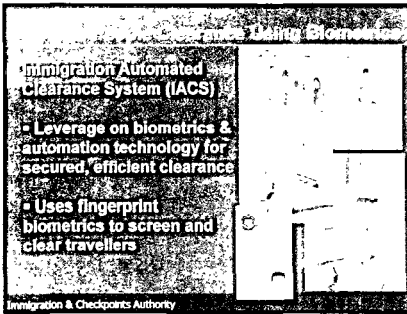 Using Biometrics
Immigration Automated
Clearance System (IACS)
▪ Leverage on biometrics &
automation technology for
secured, efficient clearance
▪ Uses fingerprint
biometrics to screen and
clear travellers
Immigration & Checkpoints Authority